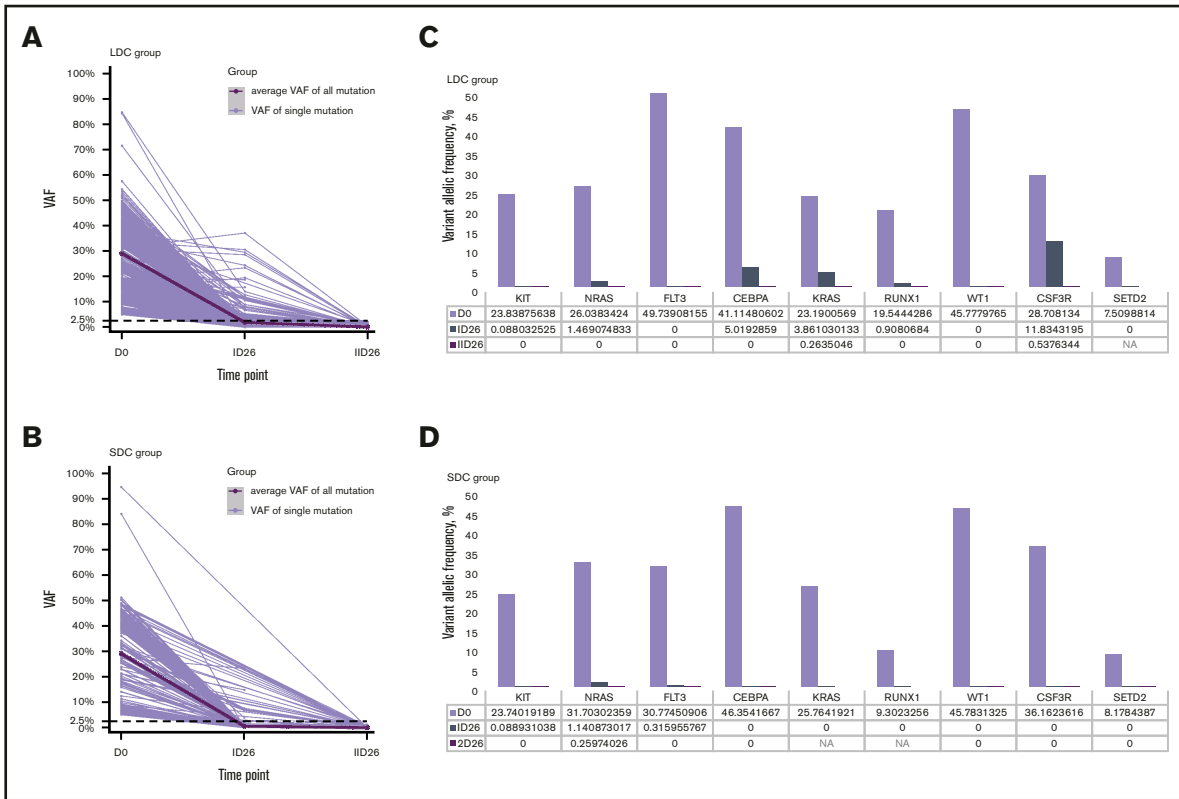 A
LDC group
Group
average VAF of all mutation
VAF of single mutation
100%
90%
80%
70%
60%
50%
40%
30%
20%
10%
2.5%
0%
VAF
D0 ID26 IID26
Time point
B
SDC group
Group
average VAF of all mutation
VAF of single mutation
100%
90%
80%
70%
60%
50%
40%
30%
20%
10%
2.5%
0%
VAF
D0 ID26 IID26
Time point
C
LDC group
Variant allelic frequency, %
50
45
40
35
30
25
20
15
10
5
0
KIT NRAS FLT3 CEBPA KRAS RUNX1 WT1 CSF3R SETD2
D0 23.83875638 26.0383424 49.73908155 41.11480602 23.1900569 19.5444286 45.7779765 28.708134 7.5098814
ID26 0.088032525 1.469074833 0 5.0192859 3.861030133 0.9080684 0 11.8343195 0
IID26 0 0 0 0 0.2635046 0 0 0.5376344 NA
D
SDC group
Variant allelic frequency, %
50
45
40
35
30
25
20
15
10
5
0
KIT NRAS FLT3 CEBPA KRAS RUNX1 WT1 CSF3R SETD2
D0 23.74019189 31.70302359 30.77450906 46.3541667 25.7641921 9.3023256 45.7831325 36.1623616 8.1784387
ID26 0.088931038 1.140873017 0.315955767 0 0 0 0 0 0
2D26 0 0.25974026 0 0 NA NA 0 0 0